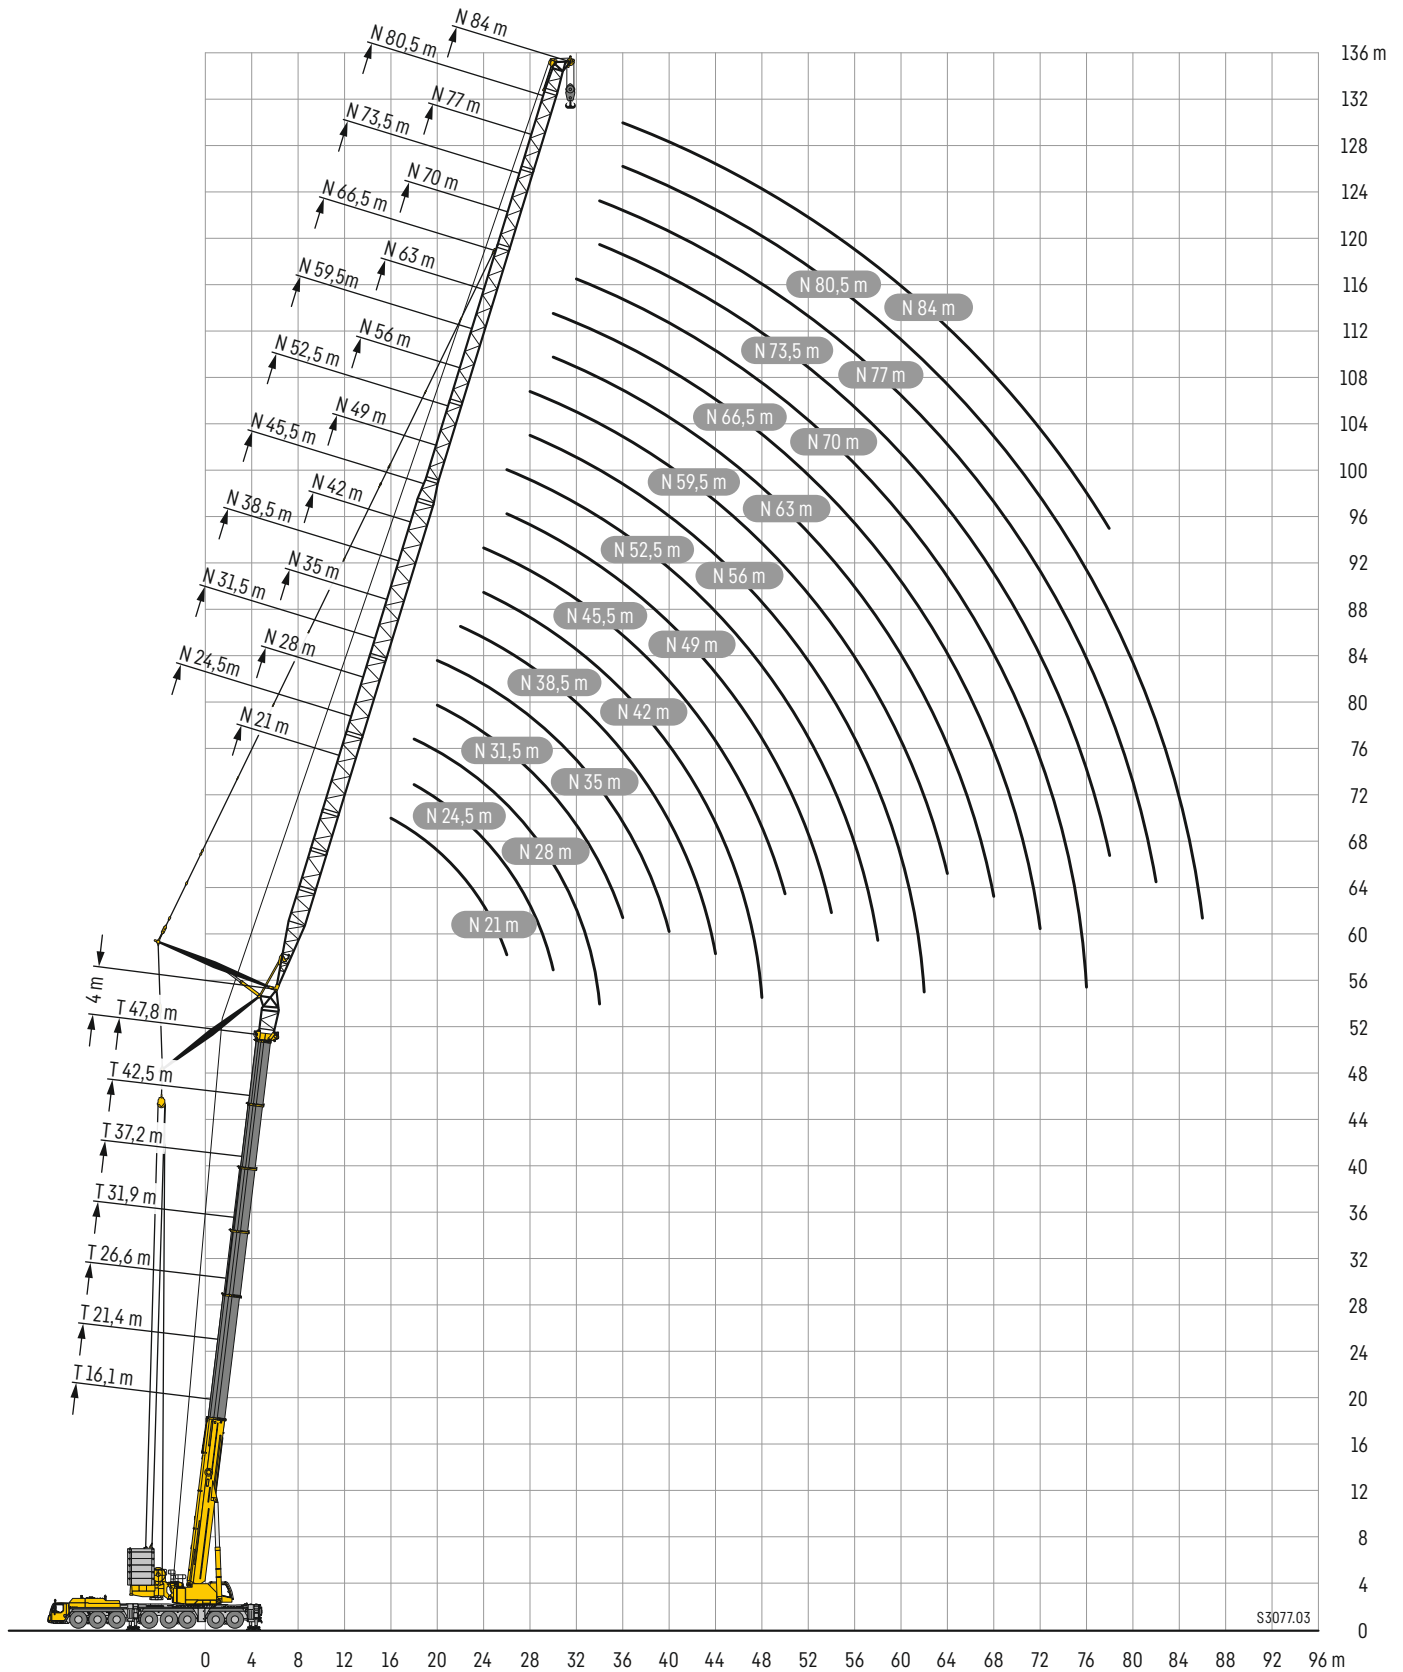 N 84 m
N 80,5 m
136 m
N 77 m
132
N 73,5 m
128
N 70 m
124
N 66,5 m
120
N 63 m
N 59,5m
116
N 80,5 m
N 84 m
N 56 m
112
N 52,5 m
N 73,5 m
108
N 77 m
N 49 m
104
N 45,5 m
N 66,5 m
N 70 m
100
N 42 m
N 59,5 m
N 38,5 m
96
N 63 m
N 35 m
92
N 52,5 m
N 31,5 m
N 56 m
88
N 45,5 m
N 28 m
N 49 m
84
N 24,5m
N 38,5 m
80
N 21 m
N 42 m
76
N 31,5 m
N 35 m
72
N 24,5 m
68
N 28 m
64
N 21 m
60
4 m
56
T 47,8 m
52
T 42,5 m
48
44
T 37,2 m
40
T 31,9 m
36
T 26,6 m
32
28
T 21,4 m
24
T 16,1 m
20
16
12
8
4
S3077.03
0
0 4 8 12 16 20 24 28 32 36 40 44 48 52 56 60 64 68 72 76 80 84 88 92 96 m